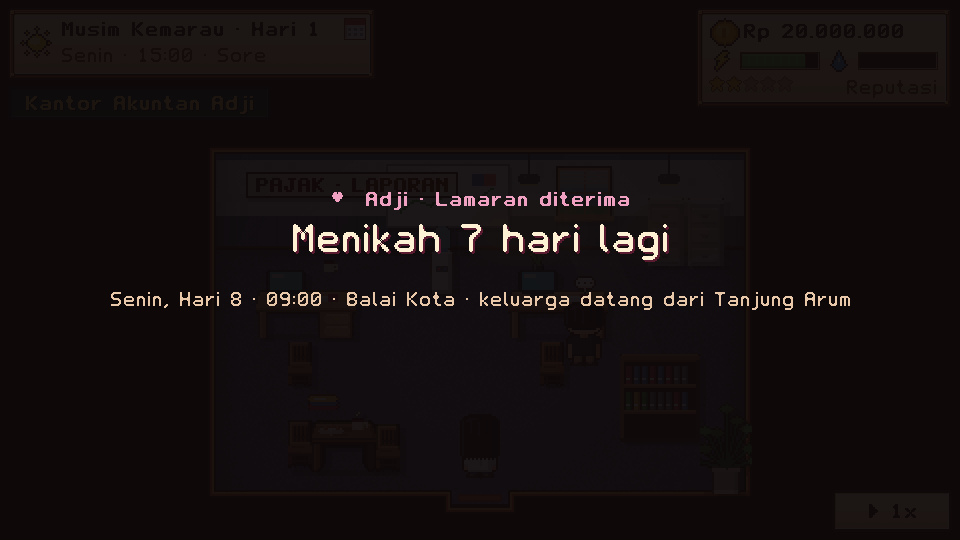 Musim Kemarau · Hari 1
Senin · 15:00 · Sore
Rp 20.000.000
Reputasi
Kantor Akuntan Adji
PAJAK · LAPORAN
♥ Adji · Lamaran diterima
Menikah 7 hari lagi
Senin, Hari 8 · 09:00 · Balai Kota · keluarga datang dari Tanjung Arum
1x